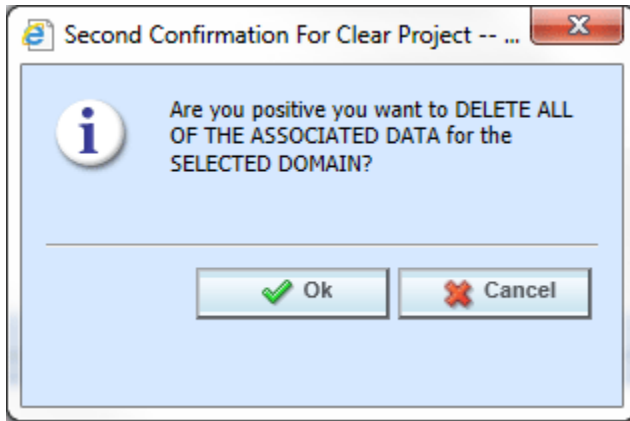 Second Confirmation For Clear Project -- ...
Are you positive you want to DELETE ALL
OF THE ASSOCIATED DATA for the
SELECTED DOMAIN?
Ok
Cancel